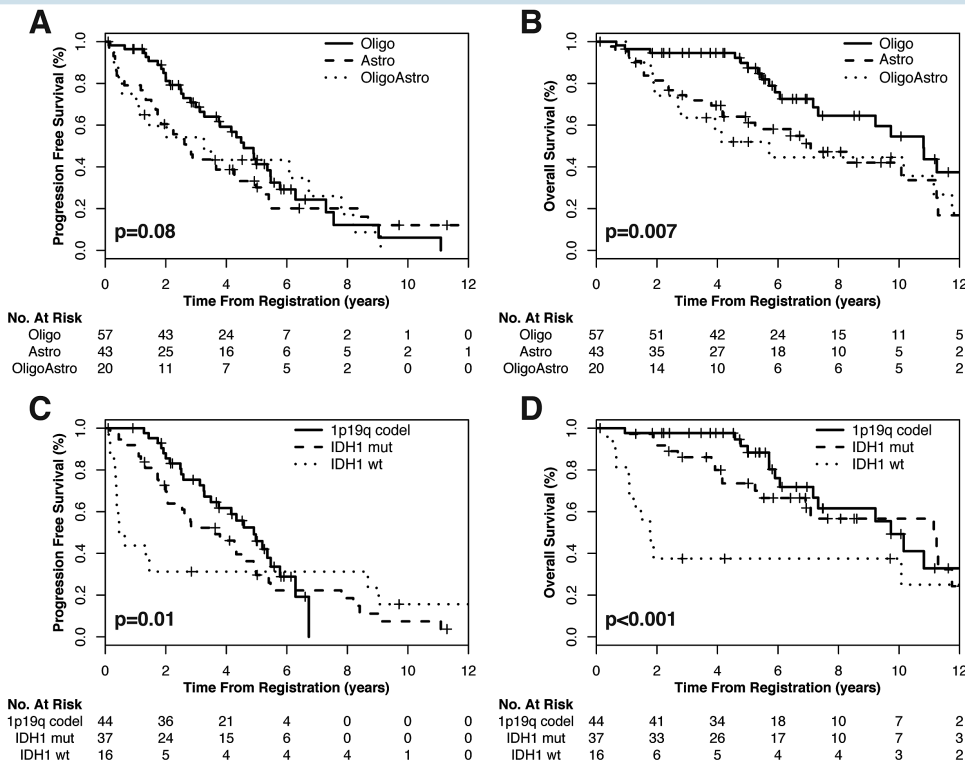 A
Progression Free Survival (%)
1.0
0.8
0.6
0.4
0.2
0.0
Oligo
Astro
OligoAstro
p=0.08
0 2 4 6 8 10 12
Time From Registration (years)
No. At Risk
Oligo 57 43 24 7 2 1 0
Astro 43 25 16 6 5 2 1
OligoAstro 20 11 7 5 2 0 0
B
Overall Survival (%)
1.0
0.8
0.6
0.4
0.2
0.0
Oligo
Astro
OligoAstro
p=0.007
0 2 4 6 8 10 12
Time From Registration (years)
No. At Risk
Oligo 57 51 42 24 15 11 5
Astro 43 35 27 18 10 5 2
OligoAstro 20 14 10 6 6 5 2
C
Progression Free Survival (%)
1.0
0.8
0.6
0.4
0.2
0.0
1p19q codel
IDH1 mut
IDH1 wt
p=0.01
0 2 4 6 8 10 12
Time From Registration (years)
No. At Risk
1p19q codel 44 36 21 4 0 0 0
IDH1 mut 37 24 15 6 0 0 0
IDH1 wt 16 5 4 4 4 1 0
D
Overall Survival (%)
1.0
0.8
0.6
0.4
0.2
0.0
1p19q codel
IDH1 mut
IDH1 wt
p<0.001
0 2 4 6 8 10 12
Time From Registration (years)
No. At Risk
1p19q codel 44 41 34 18 10 7 2
IDH1 mut 37 33 26 17 10 7 3
IDH1 wt 16 6 5 4 4 3 2